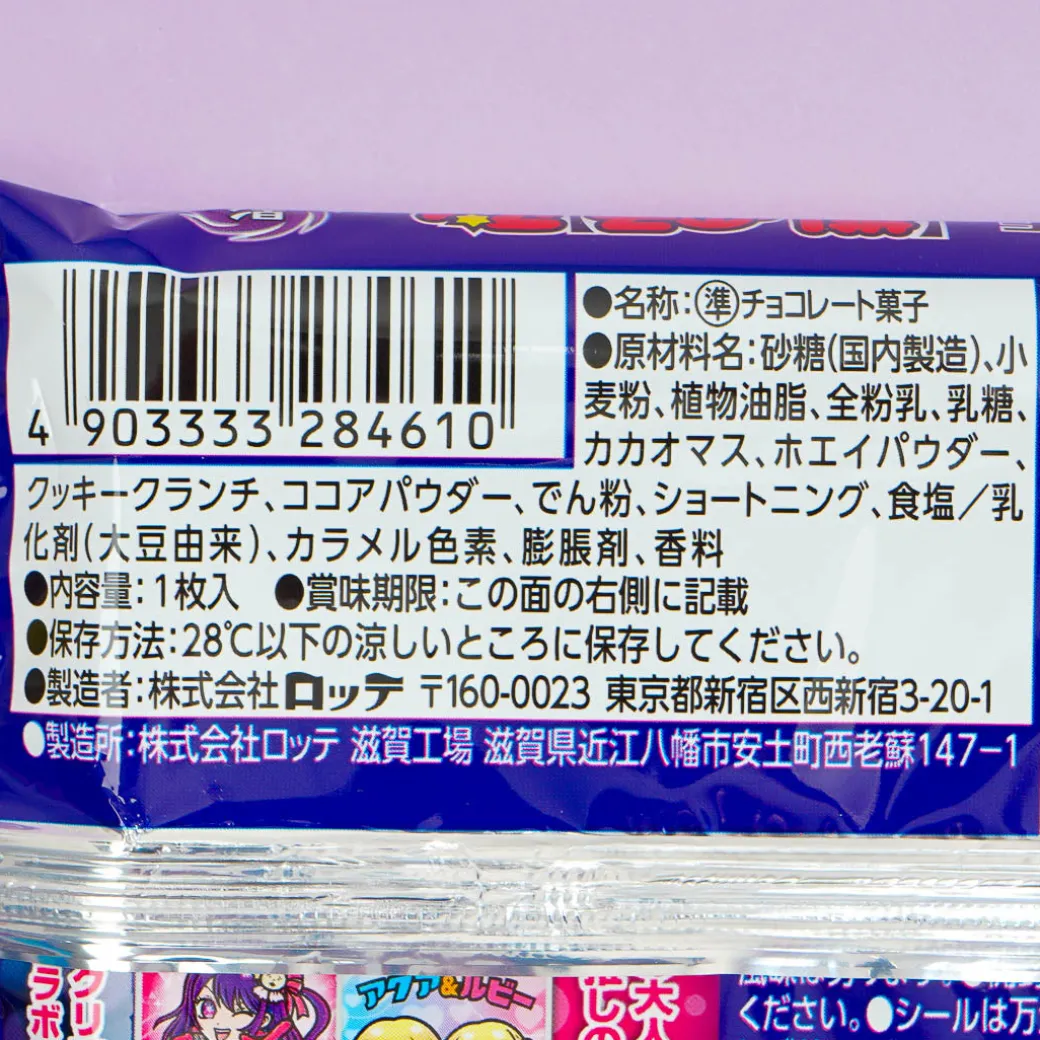 ●名称:㊜チョコレート菓子
●原材料名:砂糖(国内製造)、小
麦粉、植物油脂、全粉乳、乳糖、
カカオマス、ホエイパウダー、
クッキークランチ、ココアパウダー、でん粉、ショートニング、食塩/乳
化剤(大豆由来)、カラメル色素、膨脹剤、香料
4 903333 284610
●内容量:1枚入 ●賞味期限:この面の右側に記載
●保存方法:28℃以下の涼しいところに保存してください。
●製造者:株式会社ロッテ 〒160-0023 東京都新宿区西新宿3-20-1
●製造所:株式会社ロッテ 滋賀工場 滋賀県近江八幡市安土町西老蘇147-1
クリ
ラボ
アクア&ルビー
ください。●シールは万